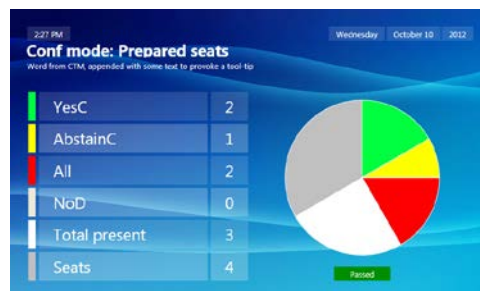 2:27 PM
Wednesday October 10 2012
Conf mode: Prepared seats
Word from CTM, appended with some text to provoke a tool-tip
YesC 2
AbstainC 1
All 2
NoD 0
Total present 3
Seats 4
Passed